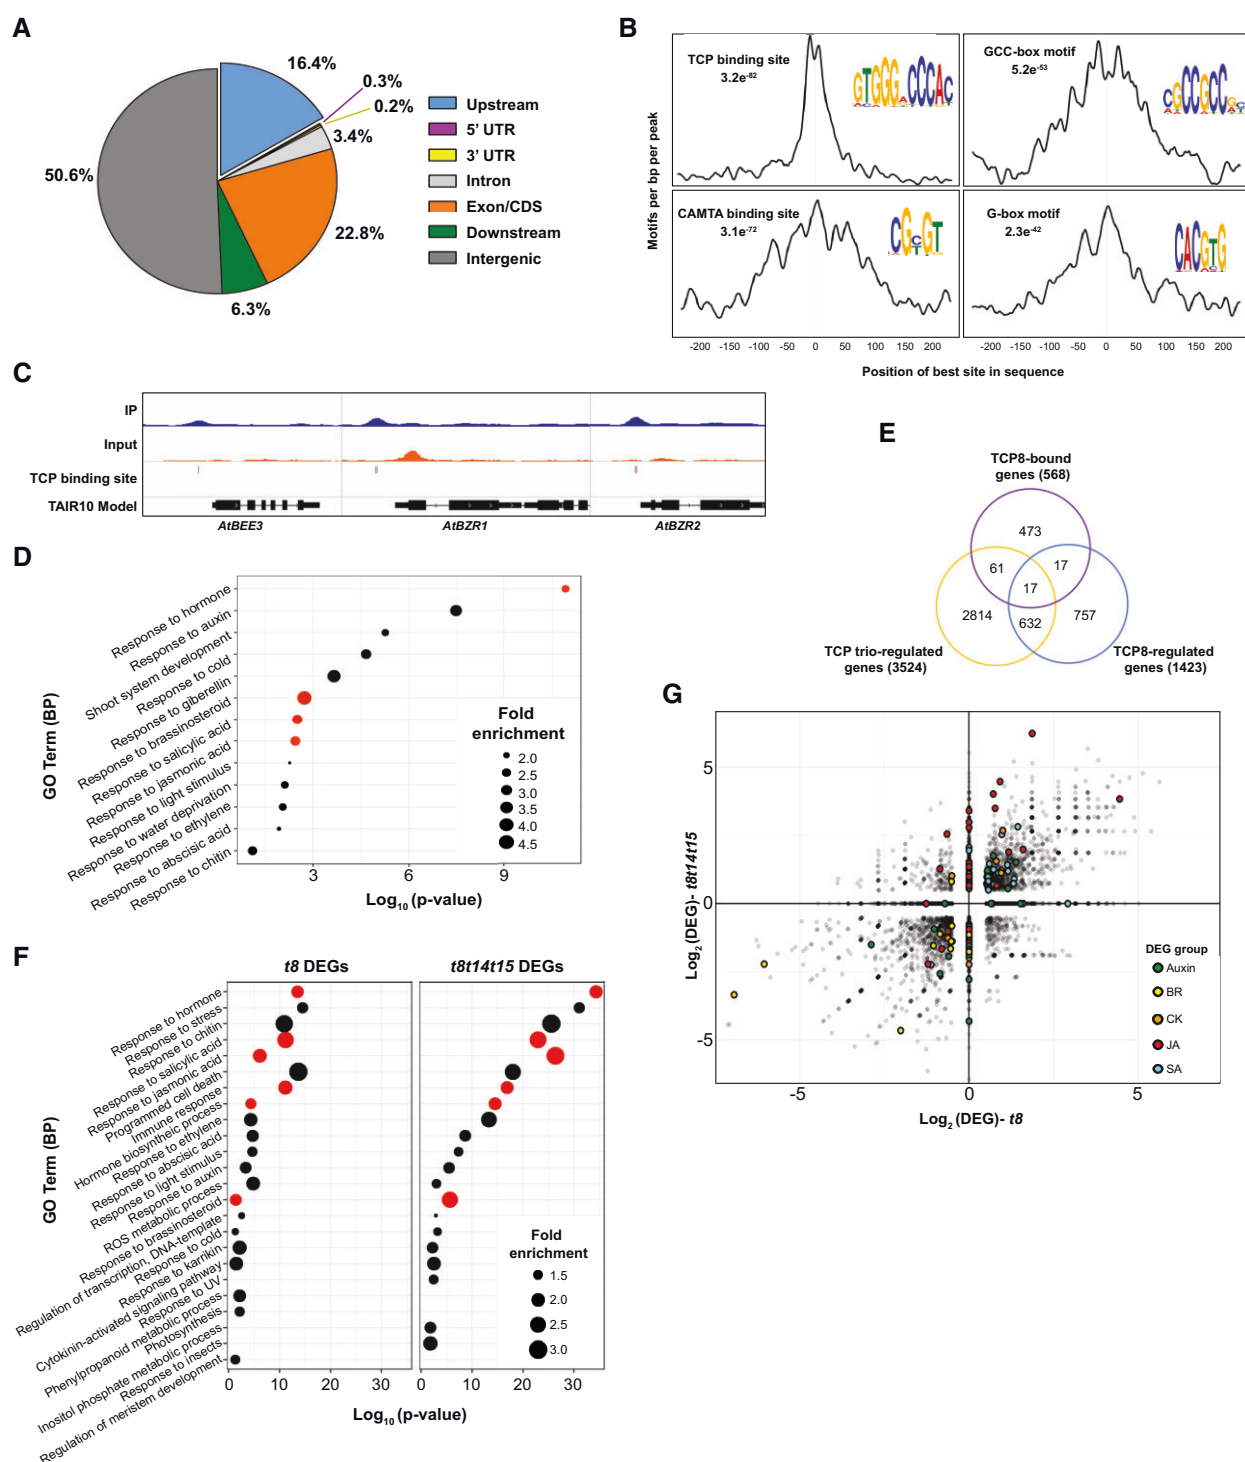 A
16.4%
0.3%
0.2%
3.4%
22.8%
6.3%
50.6%
Upstream
5' UTR
3' UTR
Intron
Exon/CDS
Downstream
Intergenic
B
Motifs per bp per peak
TCP binding site
3.2e-82
GTGGGACCCAC
GCC-box motif
5.2e-53
CGCCGCCGC
CAMTA binding site
3.1e-72
CGCGT
G-box motif
2.3e-42
CACGTG
-200 -150 -100 -50 0 50 100 150 200
-200 -150 -100 -50 0 50 100 150 200
Position of best site in sequence
C
IP
Input
TCP binding site
TAIR10 Model
AtBEE3
AtBZR1
AtBZR2
D
GO Term (BP)
Response to hormone
Response to auxin
Shoot system development
Response to cold
Response to giberellin
Response to brassinosteroid
Response to salicylic acid
Response to jasmonic acid
Response to light stimulus
Response to water deprivation
Response to ethylene
Response to abscisic acid
Response to chitin
3 6 9
Log10 (p-value)
Fold
enrichment
2.0
2.5
3.0
3.5
4.0
4.5
E
TCP8-bound
genes (568)
473
61
17
17
2814
632
757
TCP trio-regulated
genes (3524)
TCP8-regulated
genes (1423)
F
t8 DEGs
t8t14t15 DEGs
GO Term (BP)
Response to hormone
Response to stress
Response to chitin
Response to salicylic acid
Response to jasmonic acid
Programmed cell death
Immune response
Hormone biosyntheic process
Response to ethylene
Response to abscisic acid
Response to light stimulus
Response to auxin
ROS metabolic process
Response to brassinosteroid
Regulation of transcription, DNA-template
Response to cold
Response to karrikin
Cytokinin-activated signaling pathway
Response to UV
Phenylpropanoid metabolic process
Photosynthesis
Inositol phosphate metabolic process
Response to insects
Regulation of meristem development
0 10 20 30
0 10 20 30
Log10 (p-value)
Fold
enrichment
1.5
2.0
2.5
3.0
G
Log2 (DEG)- t8t14t15
5
0
-5
-5 0 5
Log2 (DEG)- t8
DEG group
Auxin
BR
CK
JA
SA